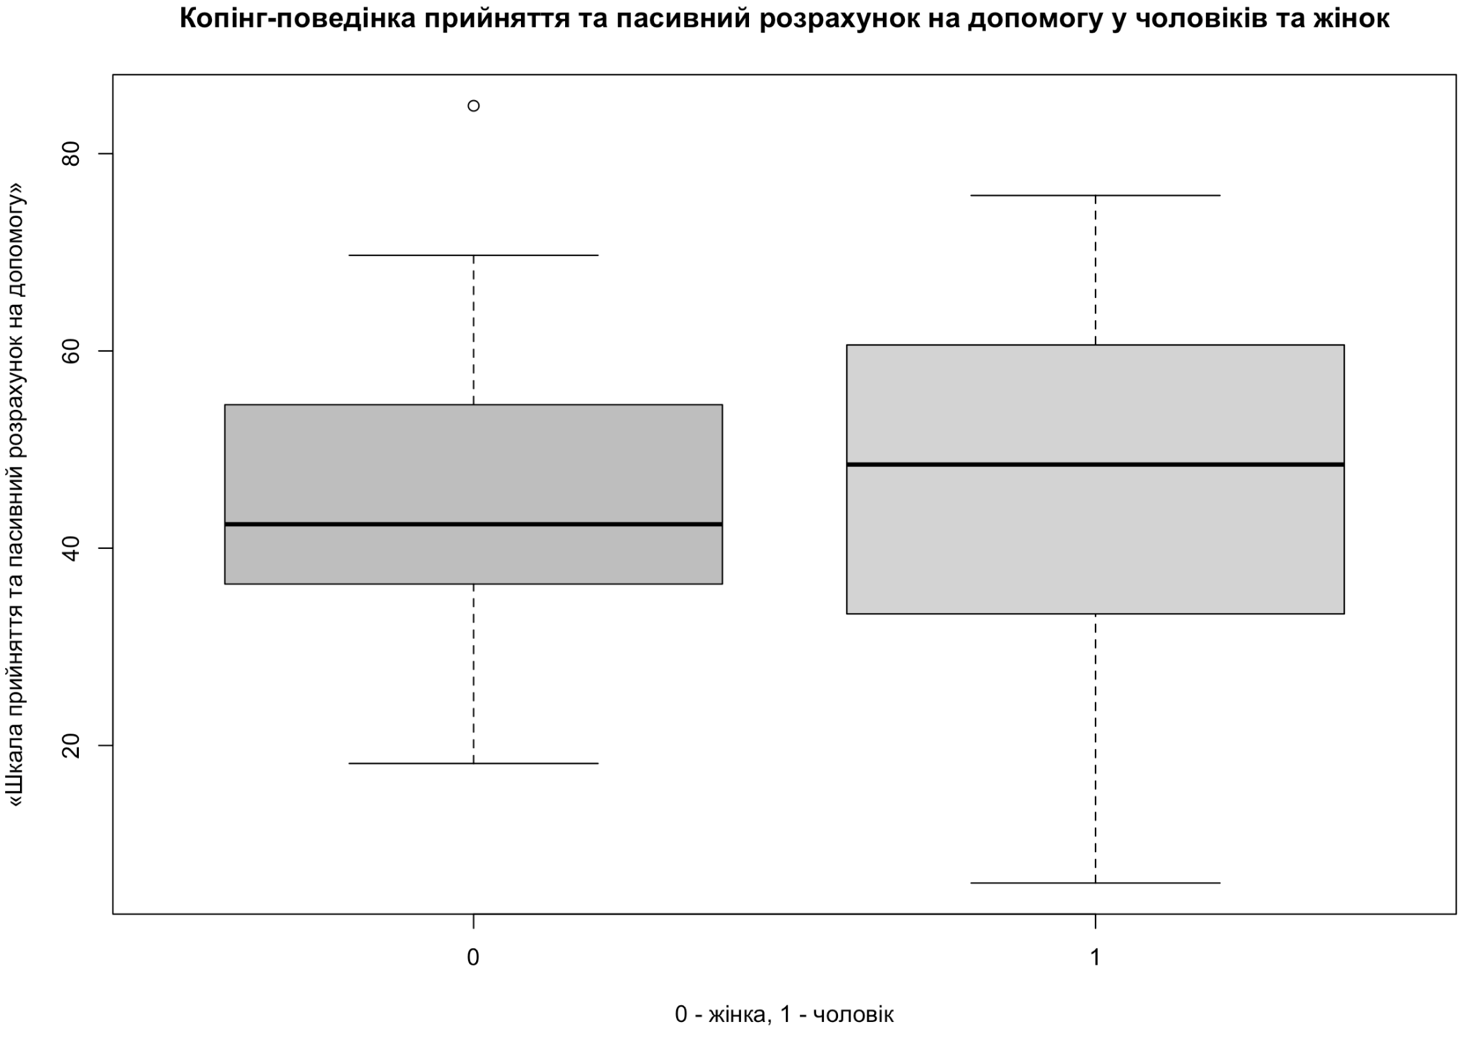 Копінг-поведінка прийняття та пасивний розрахунок на допомогу у чоловіків та жінок
«Шкала прийняття та пасивний розрахунок на допомогу»
80
60
40
20
0
1
0 - жінка, 1 - чоловік